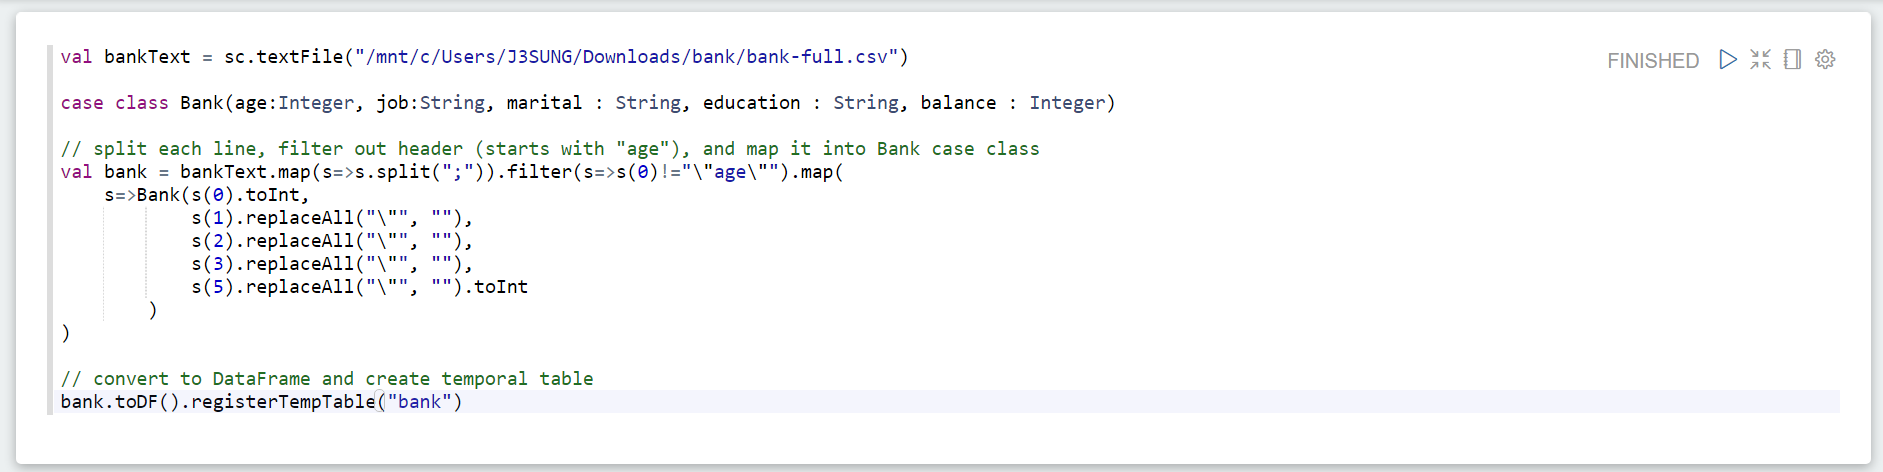 val bankText = sc.textFile("/mnt/c/Users/J3SUNG/Downloads/bank/bank-full.csv")
FINISHED
case class Bank(age:Integer, job:String, marital : String, education : String, balance : Integer)
// split each line, filter out header (starts with "age"), and map it into Bank case class
val bank = bankText.map(s=>s.split(";")).filter(s=>s(0)!="\"age\"").map(
    s=>Bank(s(0).toInt,
            s(1).replaceAll("\"", ""),
            s(2).replaceAll("\"", ""),
            s(3).replaceAll("\"", ""),
            s(5).replaceAll("\"", "").toInt
        )
)
// convert to DataFrame and create temporal table
bank.toDF().registerTempTable("bank")